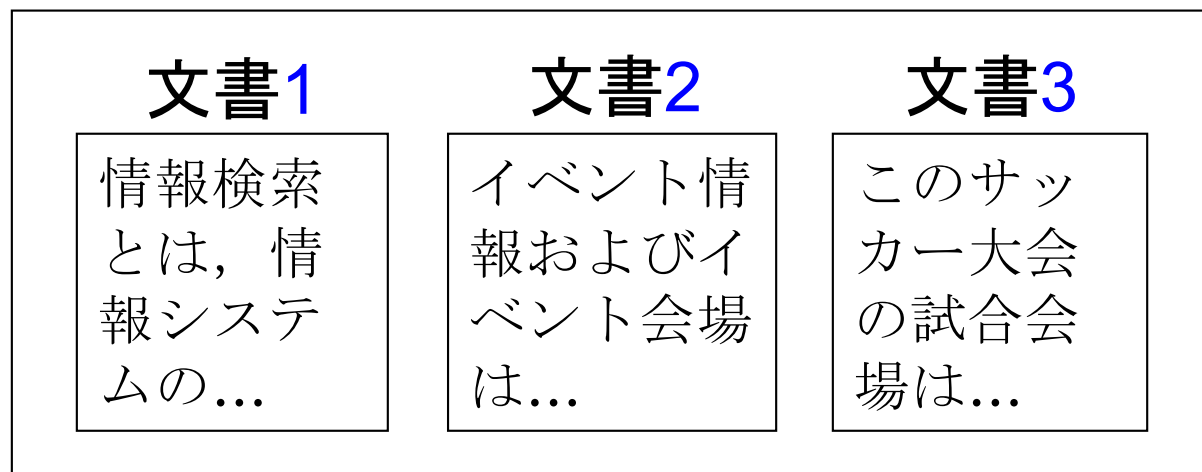 文書1
情報検索
とは，情
報システ
ムの...
文書2
イベント情
報およびイ
ベント会場
は...
文書3
このサッ
カー大会
の試合会
場は...